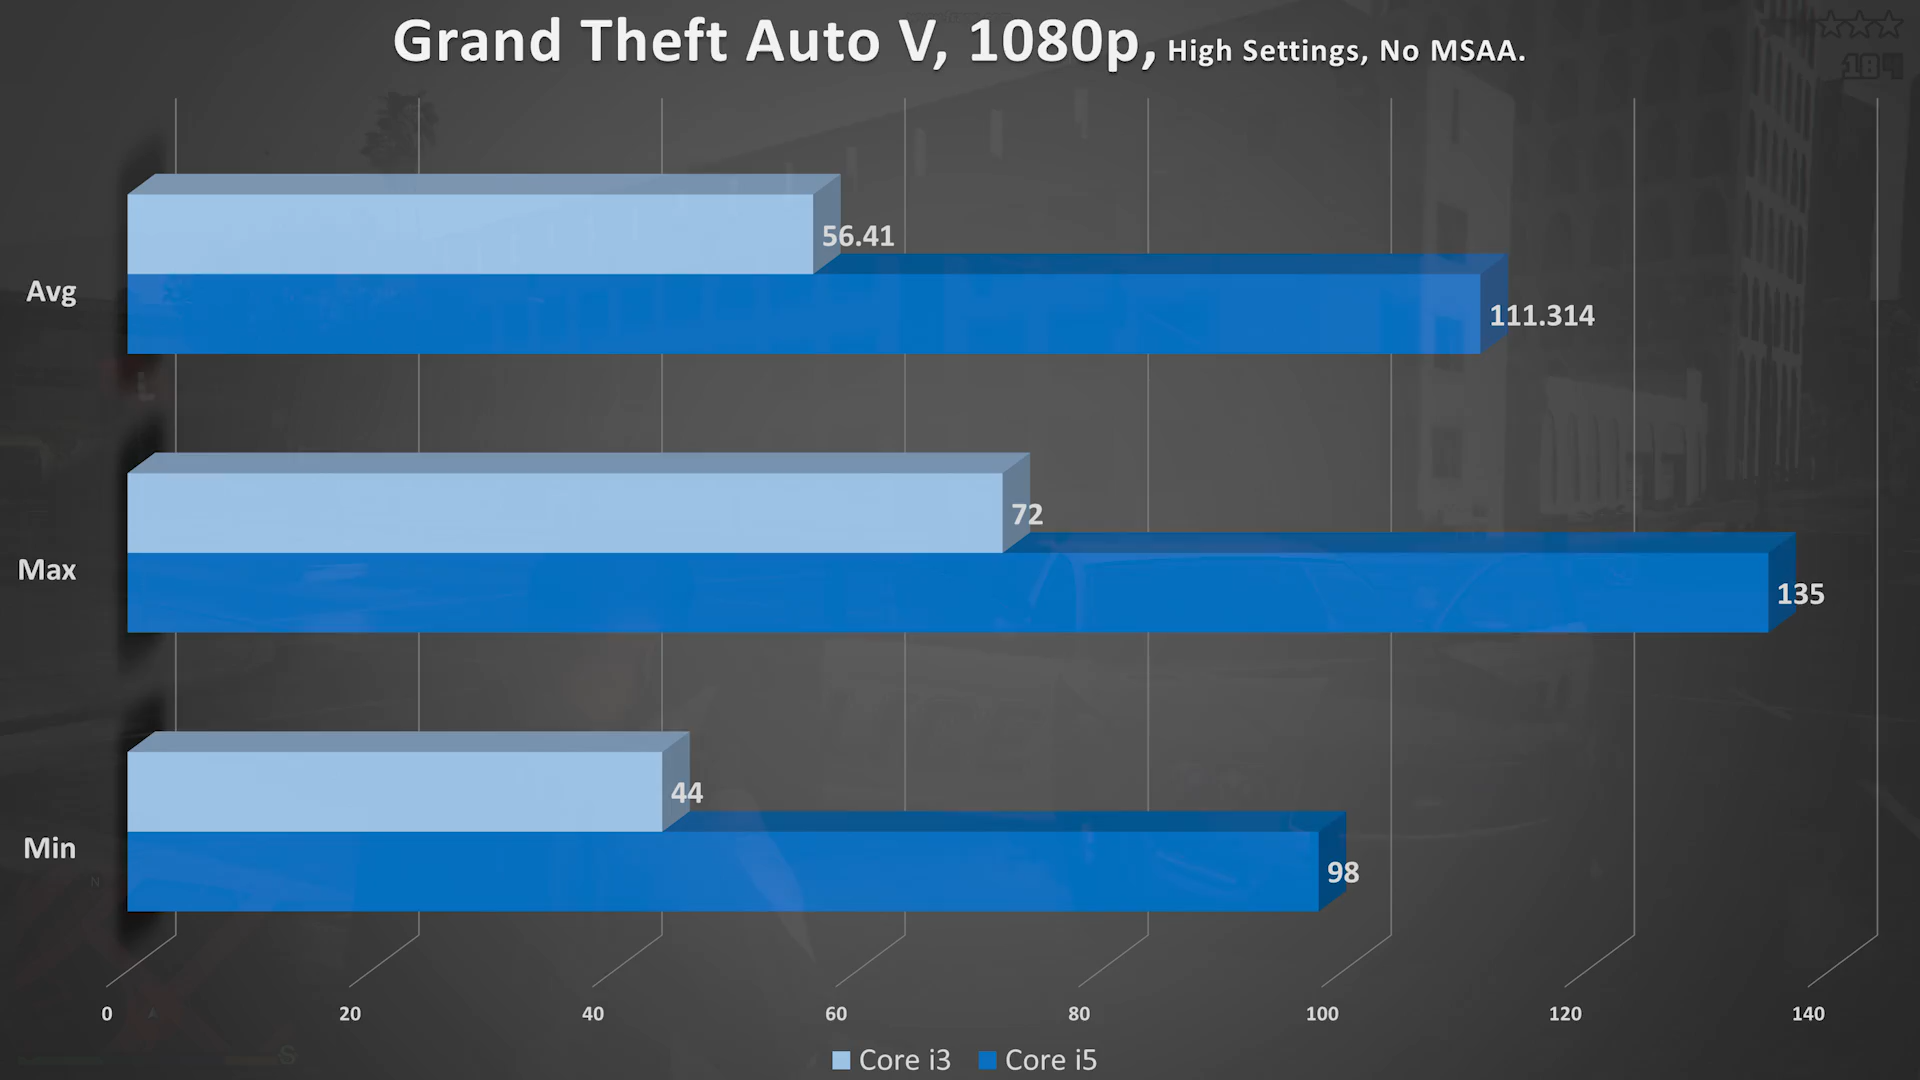 Grand Theft Auto V, 1080p, High Settings, No MSAA.
56.41
Avg
111.314
72
Max
135
44
Min
98
0 20 40 60 80 100 120 140
Core i3 Core i5